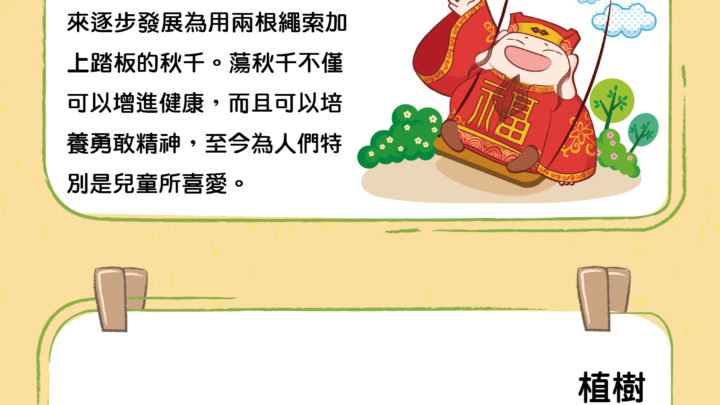 來逐步發展為用兩根繩索加
上踏板的秋千。蕩秋千不僅
可以增進健康，而且可以培
養勇敢精神，至今為人們特
別是兒童所喜愛。
福
植樹